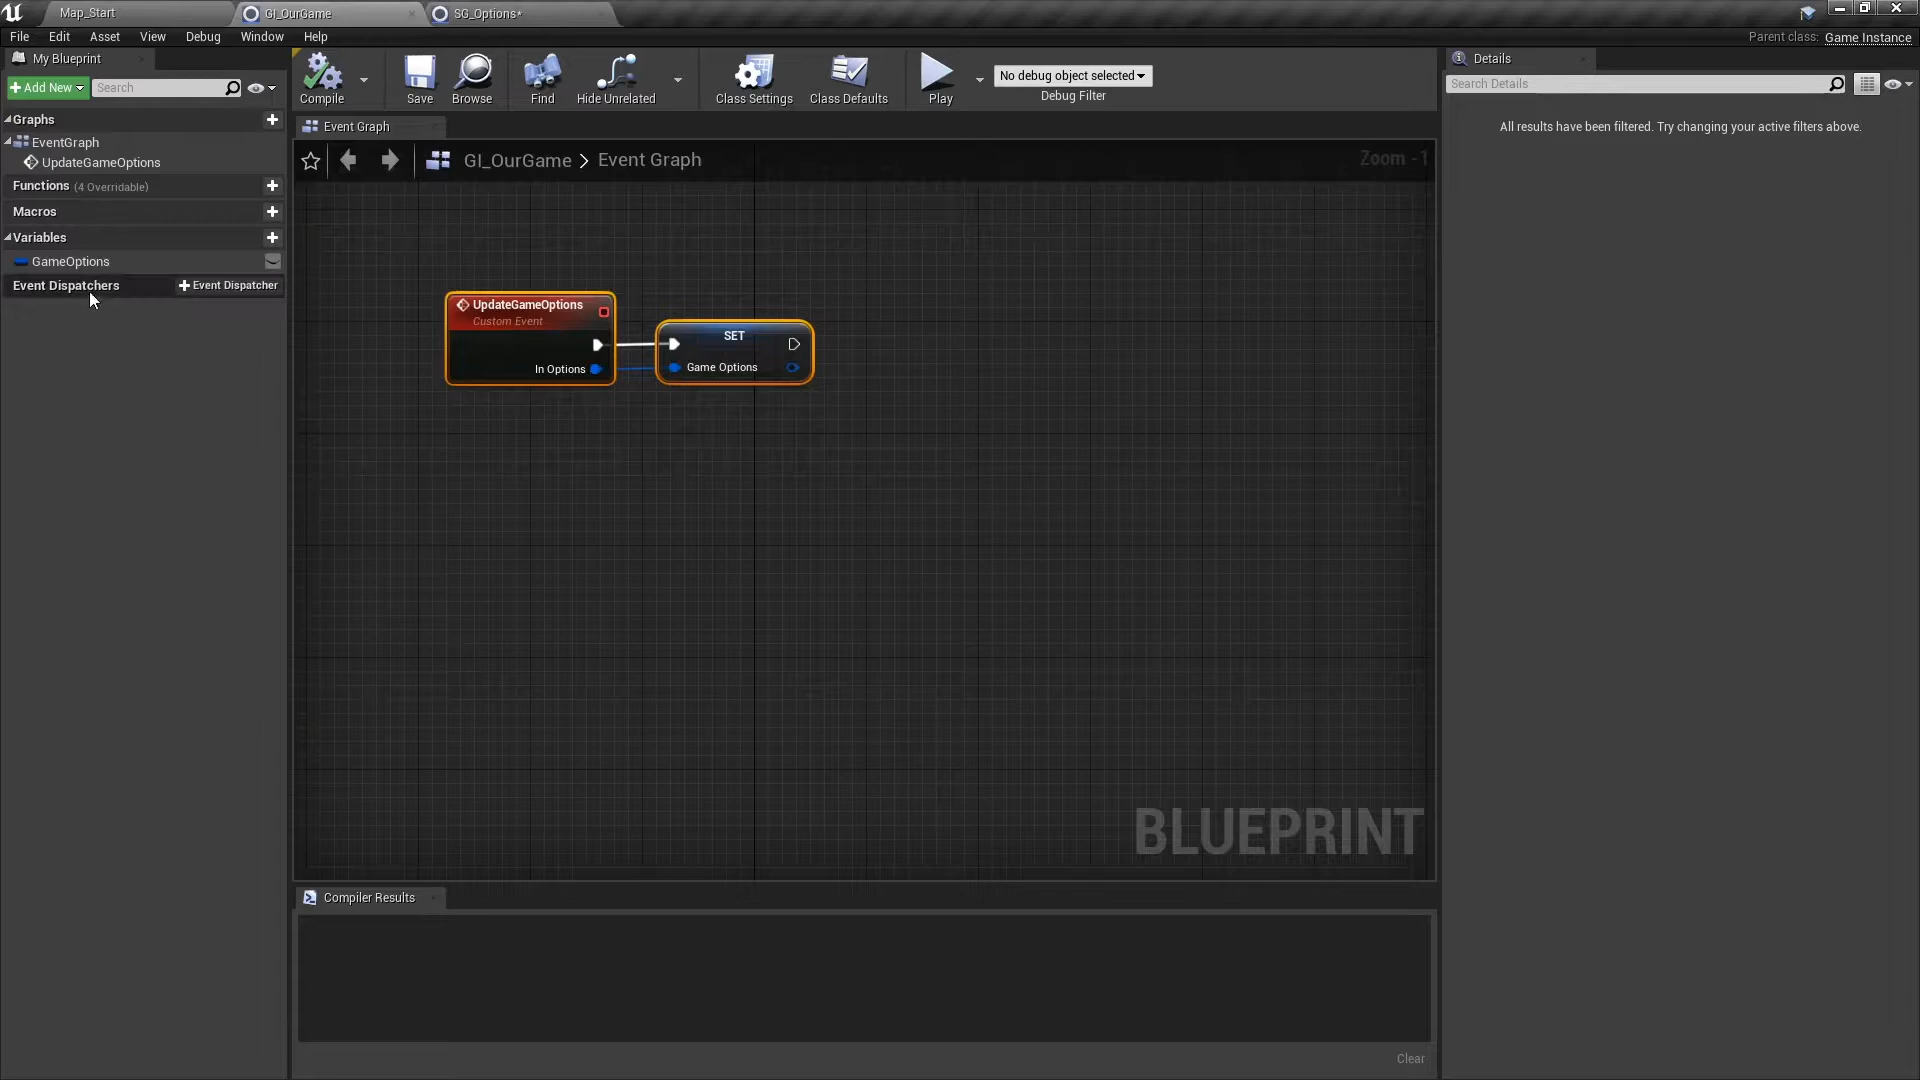 Map_Start
GI_OurGame
SG_Options*
File
Edit
Asset
View
Debug
Window
Help
Parent class: Game Instance
My Blueprint
Add New
Search
Graphs
EventGraph
UpdateGameOptions
Functions (4 Overridable)
Macros
Variables
GameOptions
Event Dispatchers
Event Dispatcher
Compile
Save
Browse
Find
Hide Unrelated
Class Settings
Class Defaults
Play
No debug object selected
Debug Filter
Event Graph
GI_OurGame > Event Graph
Zoom -1
UpdateGameOptions
Custom Event
In Options
SET
Game Options
BLUEPRINT
Compiler Results
Clear
Details
Search Details
All results have been filtered. Try changing your active filters above.